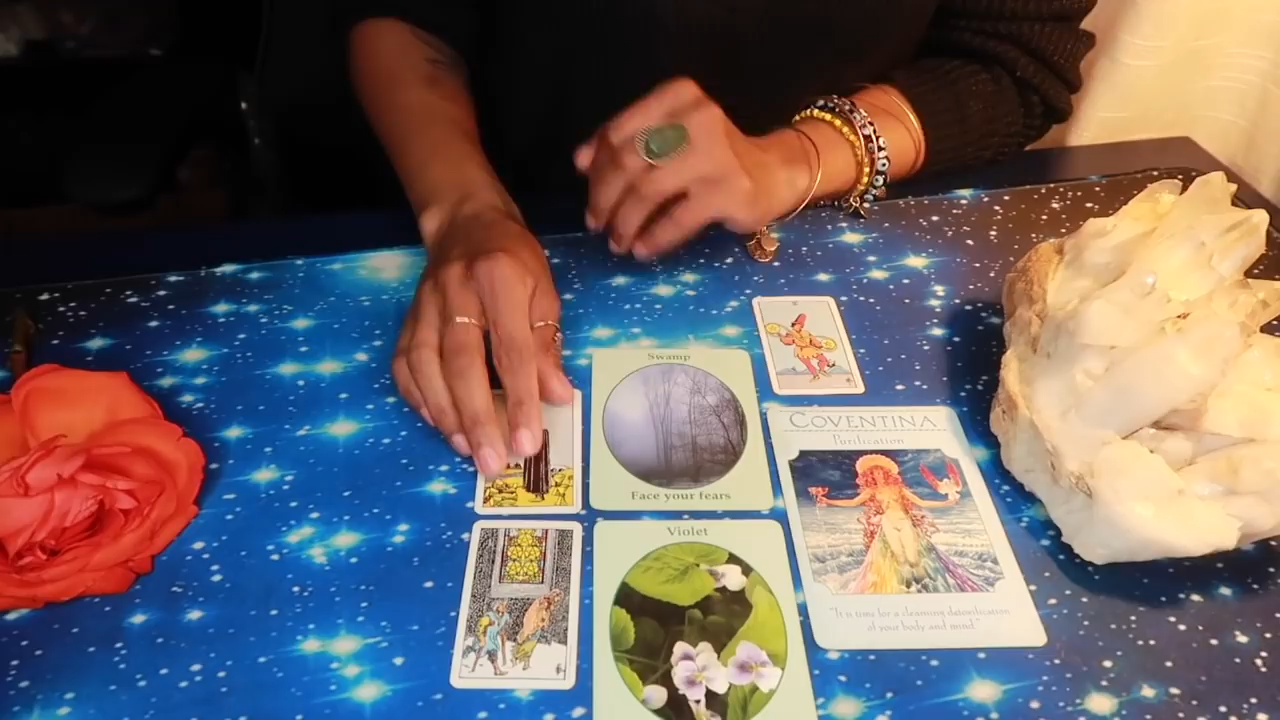 Swamp
Face your fears
COVENTINA
Purification
"It is time for a cleansing detoxification
of your body and mind."
Violet